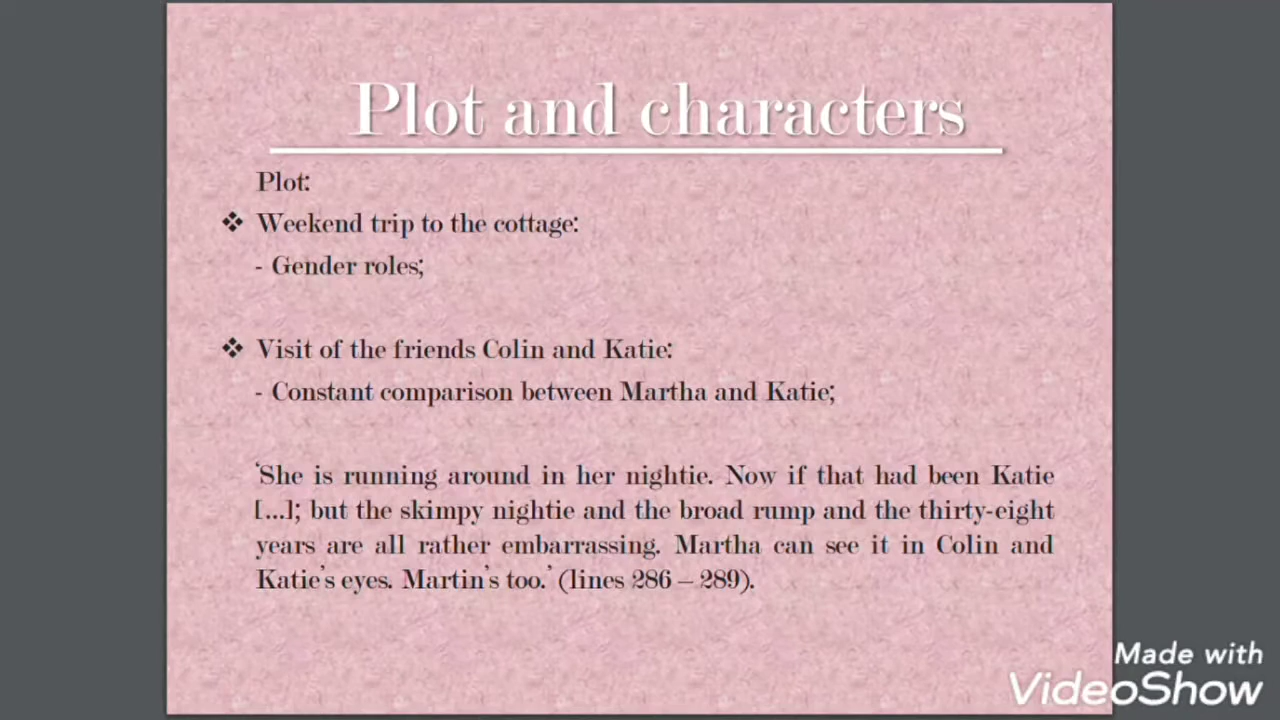 Plot and characters
Plot:
❖ Weekend trip to the cottage:
- Gender roles;
❖ Visit of the friends Colin and Katie:
- Constant comparison between Martha and Katie;
‘She is running around in her nightie. Now if that had been Katie
[...]; but the skimpy nightie and the broad rump and the thirty-eight
years are all rather embarrassing. Martha can see it in Colin and
Katie’s eyes. Martin’s too.’ (lines 286 – 289).
Made with
VideoShow